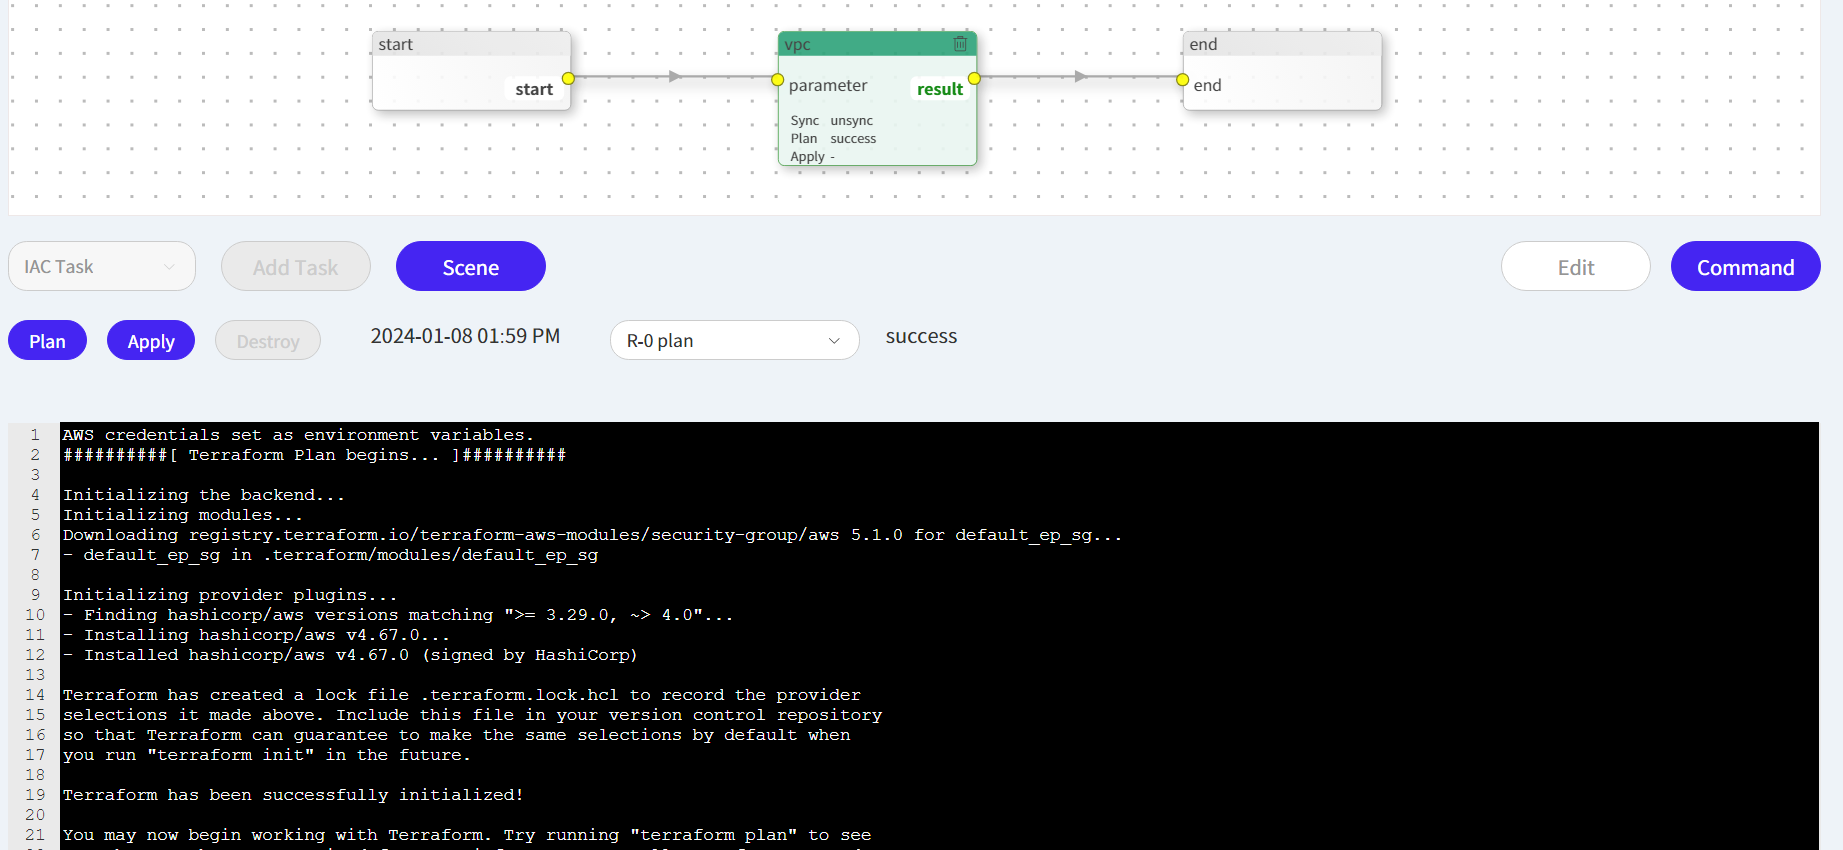 start
start
vpc
parameter
result
Sync unsync
Plan success
Apply -
end
end
IAC Task
Add Task
Scene
Edit
Command
Plan
Apply
Destroy
2024-01-08 01:59 PM
R-0 plan
success
1 AWS credentials set as environment variables.
2 ##########[ Terraform Plan begins... ]##########
3
4 Initializing the backend...
5 Initializing modules...
6 Downloading registry.terraform.io/terraform-aws-modules/security-group/aws 5.1.0 for default_ep_sg...
7 - default_ep_sg in .terraform/modules/default_ep_sg
8
9 Initializing provider plugins...
10 - Finding hashicorp/aws versions matching ">= 3.29.0, ~> 4.0"...
11 - Installing hashicorp/aws v4.67.0...
12 - Installed hashicorp/aws v4.67.0 (signed by HashiCorp)
13
14 Terraform has created a lock file .terraform.lock.hcl to record the provider
15 selections it made above. Include this file in your version control repository
16 so that Terraform can guarantee to make the same selections by default when
17 you run "terraform init" in the future.
18
19 Terraform has been successfully initialized!
20
21 You may now begin working with Terraform. Try running "terraform plan" to see